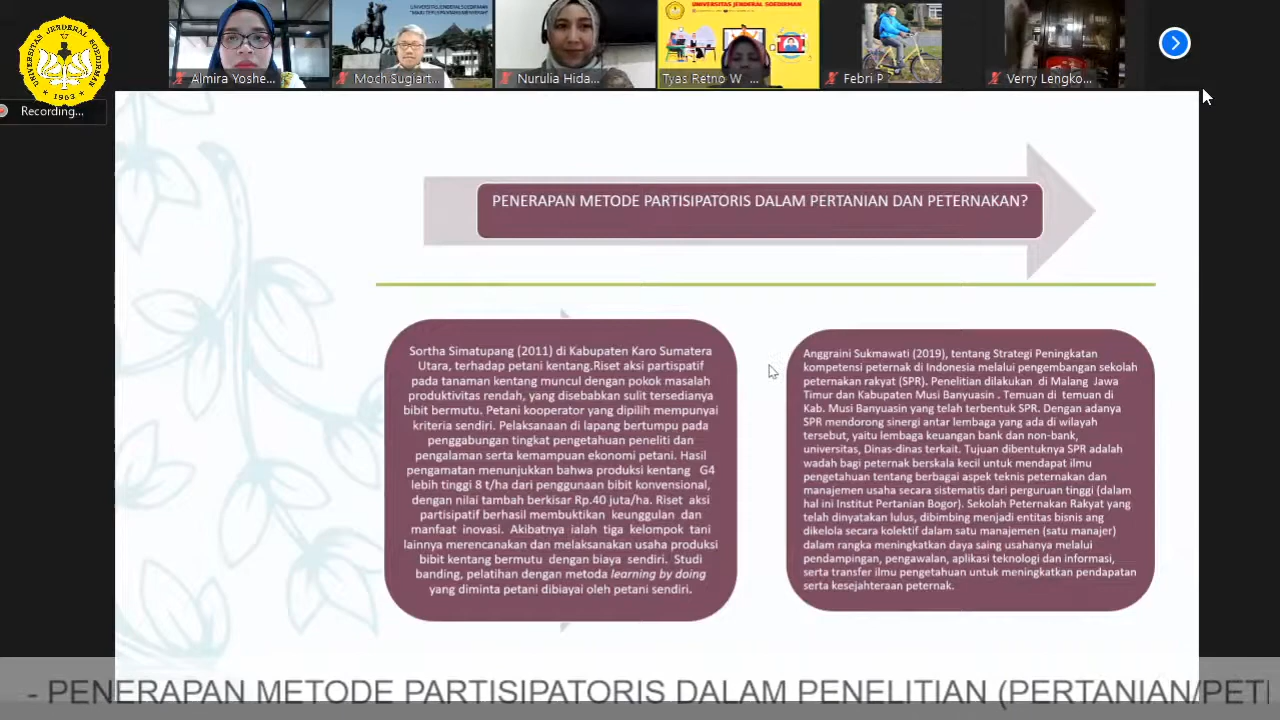 UNIVERSITAS JENDERAL SOEDIRMAN
1963
UNIVERSITAS JENDERAL SOEDIRMAN
UNIVERSITAS JENDERAL SOEDIRMAN
Almira Yoshe...
Moch.Sugiart...
Nurulia Hida...
Tyas Retno W ...
Febri P
Verry Lengko...
Recording...
PENERAPAN METODE PARTISIPATORIS DALAM PERTANIAN DAN PETERNAKAN?
Sortha Simatupang (2011) di Kabupaten Karo Sumatera
Utara, terhadap petani kentang.Riset aksi partispatif
pada tanaman kentang muncul dengan pokok masalah
produktivitas rendah, yang disebabkan sulit tersedianya
bibit bermutu. Petani kooperator yang dipilih mempunyai
kriteria sendiri. Pelaksanaan di lapang bertumpu pada
penggabungan tingkat pengetahuan peneliti dan
pengalaman serta kemampuan ekonomi petani. Hasil
pengamatan menunjukkan bahwa produksi kentang G4
lebih tinggi 8 t/ha dari penggunaan bibit konvensional,
dengan nilai tambah berkisar Rp.40 juta/ha. Riset aksi
partisipatif berhasil membuktikan keunggulan dan
manfaat inovasi. Akibatnya ialah tiga kelompok tani
lainnya merencanakan dan melaksanakan usaha produksi
bibit kentang bermutu dengan biaya sendiri. Studi
banding, pelatihan dengan metoda learning by doing
yang diminta petani dibiayai oleh petani sendiri.
Anggraini Sukmawati (2019), tentang Strategi Peningkatan
kompetensi peternak di Indonesia melalui pengembangan sekolah
peternakan rakyat (SPR). Penelitian dilakukan di Malang Jawa
Timur dan Kabupaten Musi Banyuasin . Temuan di temuan di
Kab. Musi Banyuasin yang telah terbentuk SPR. Dengan adanya
SPR mendorong sinergi antar lembaga yang ada di wilayah
tersebut, yaitu lembaga keuangan bank dan non-bank,
universitas, Dinas-dinas terkait. Tujuan dibentuknya SPR adalah
wadah bagi peternak berskala kecil untuk mendapat ilmu
pengetahuan tentang berbagai aspek teknis peternakan dan
manajemen usaha secara sistematis dari perguruan tinggi (dalam
hal ini Institut Pertanian Bogor). Sekolah Peternakan Rakyat yang
telah dinyatakan lulus, dibimbing menjadi entitas bisnis ang
dikelola secara kolektif dalam satu manajemen (satu manajer)
dalam rangka meningkatkan daya saing usahanya melalui
pendampingan, pengawalan, aplikasi teknologi dan informasi,
serta transfer ilmu pengetahuan untuk meningkatkan pendapatan
serta kesejahteraan peternak.
- PENERAPAN METODE PARTISIPATORIS DALAM PENELITIAN (PERTANIAN/PET